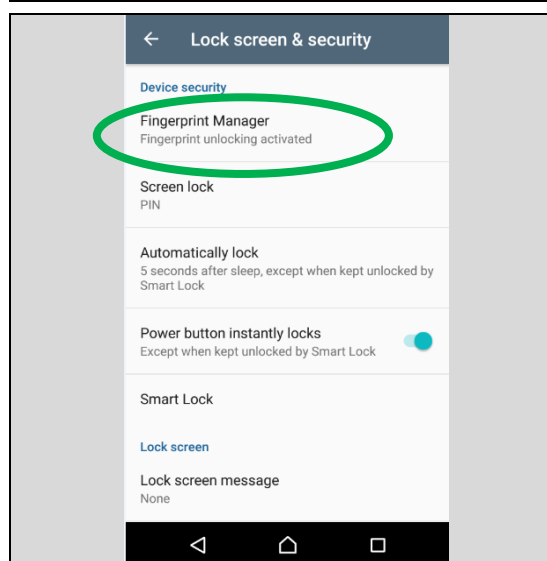 Lock screen & security
Device security
Fingerprint Manager
Fingerprint unlocking activated
Screen lock
PIN
Automatically lock
5 seconds after sleep, except when kept unlocked by
Smart Lock
Power button instantly locks
Except when kept unlocked by Smart Lock
Smart Lock
Lock screen
Lock screen message
None